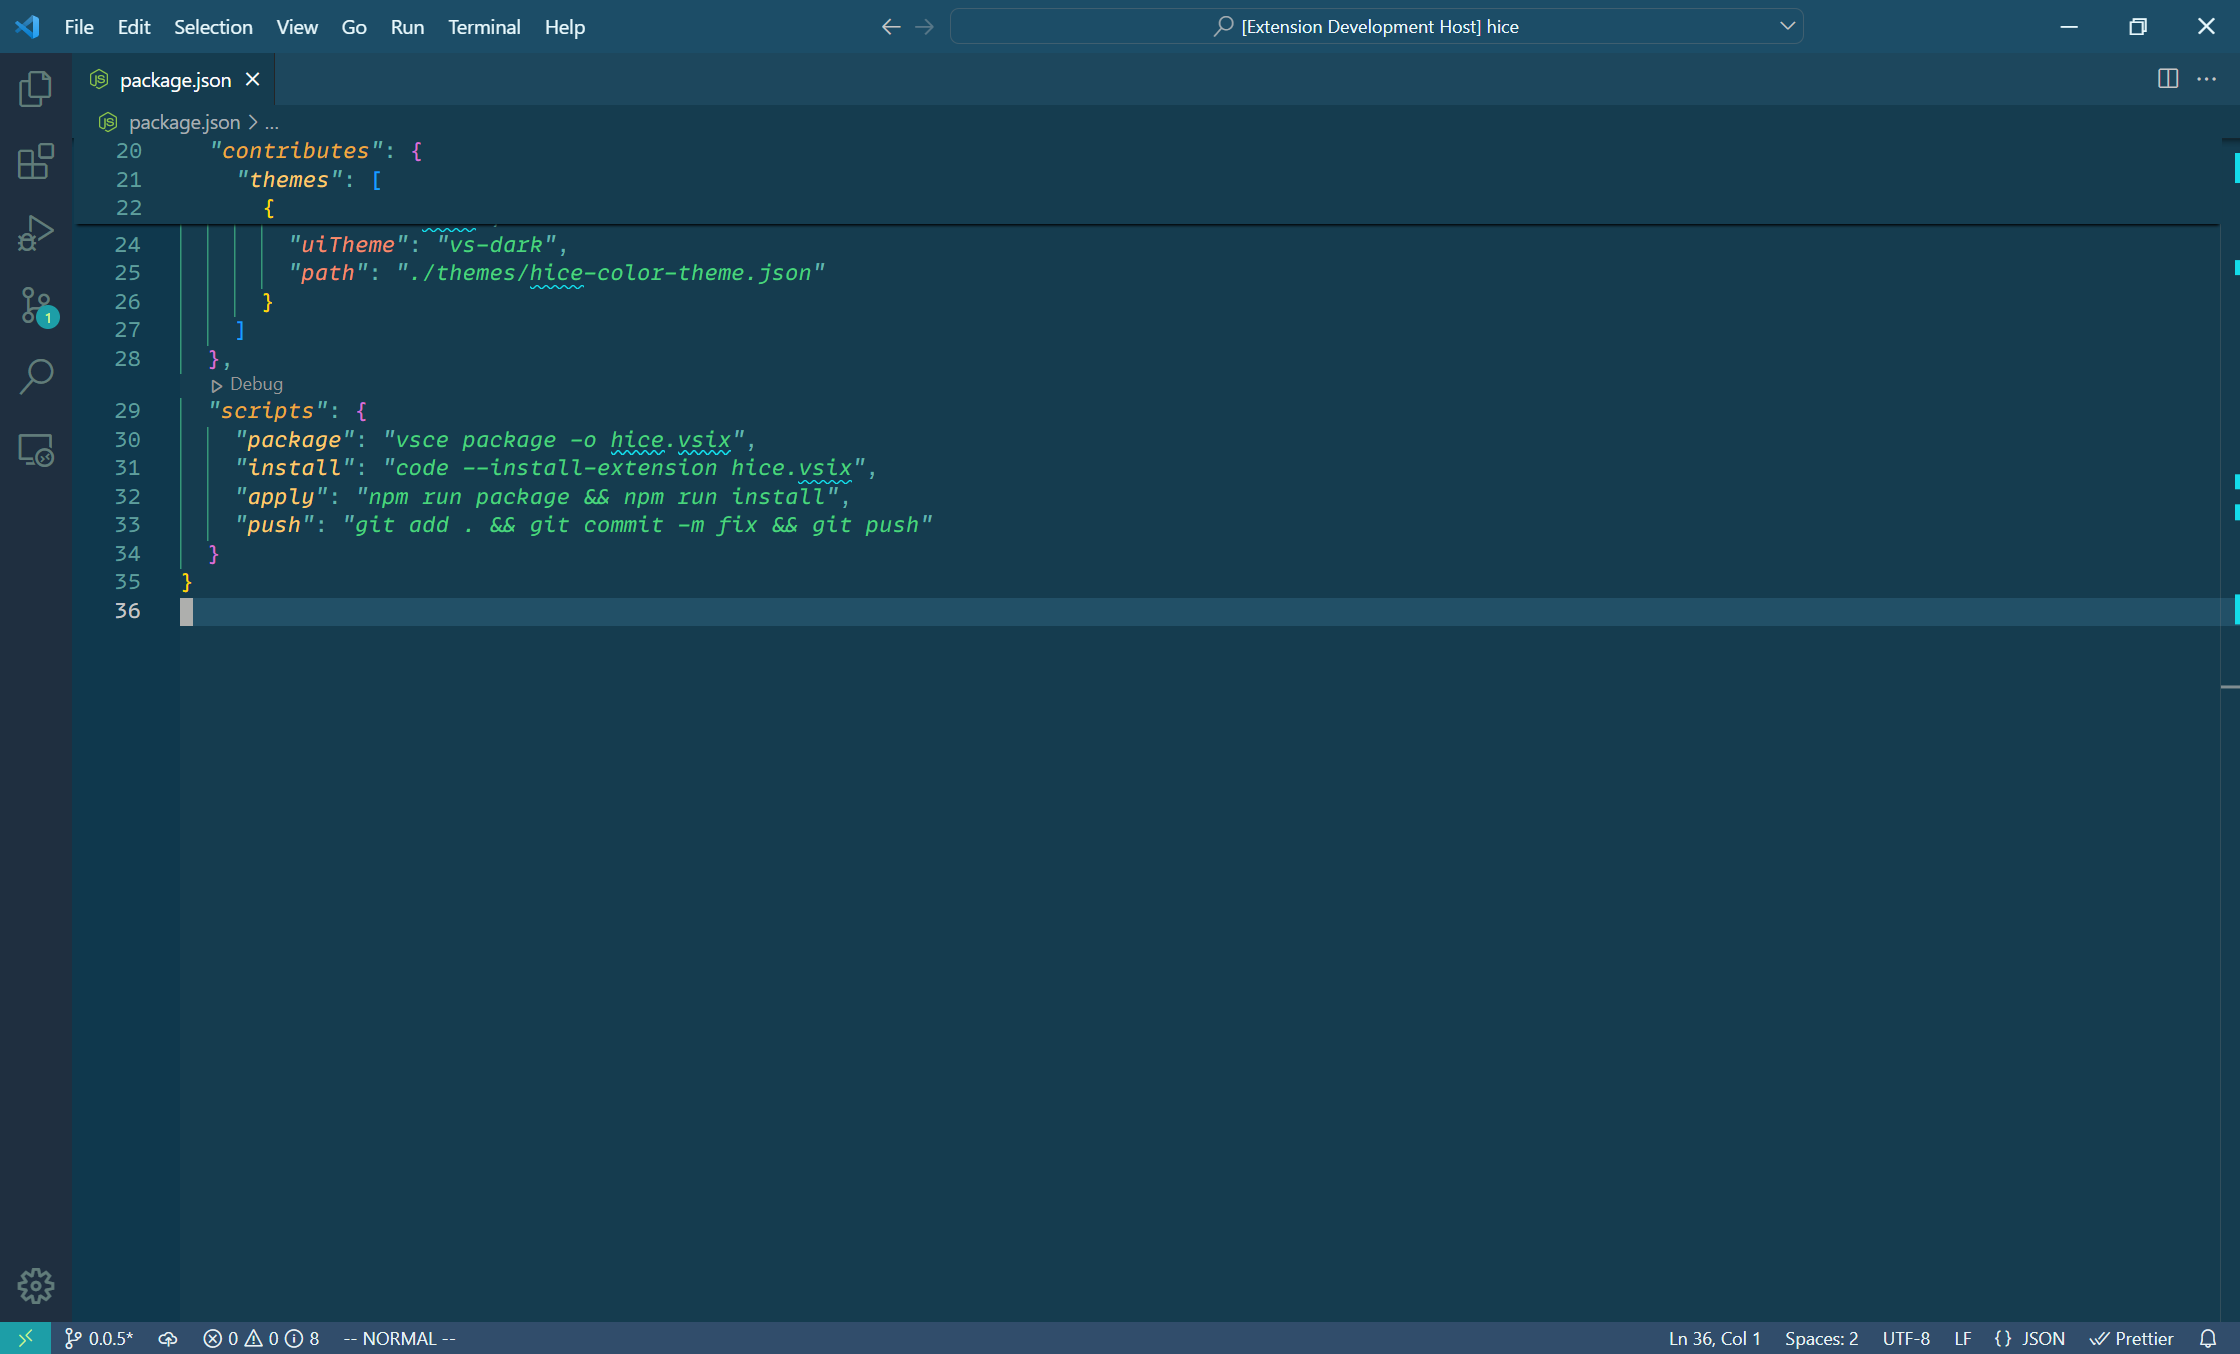 File Edit Selection View Go Run Terminal Help
[Extension Development Host] hice
package.json
package.json > ...
20 "contributes": {
21 "themes": [
22 {
24 "uiTheme": "vs-dark",
25 "path": "./themes/hice-color-theme.json"
26 }
27 ]
28 },
Debug
29 "scripts": {
30 "package": "vsce package -o hice.vsix",
31 "install": "code --install-extension hice.vsix",
32 "apply": "npm run package && npm run install",
33 "push": "git add . && git commit -m fix && git push"
34 }
35 }
36
1
0.0.5* 0 0 8 -- NORMAL -- Ln 36, Col 1 Spaces: 2 UTF-8 LF {} JSON Prettier